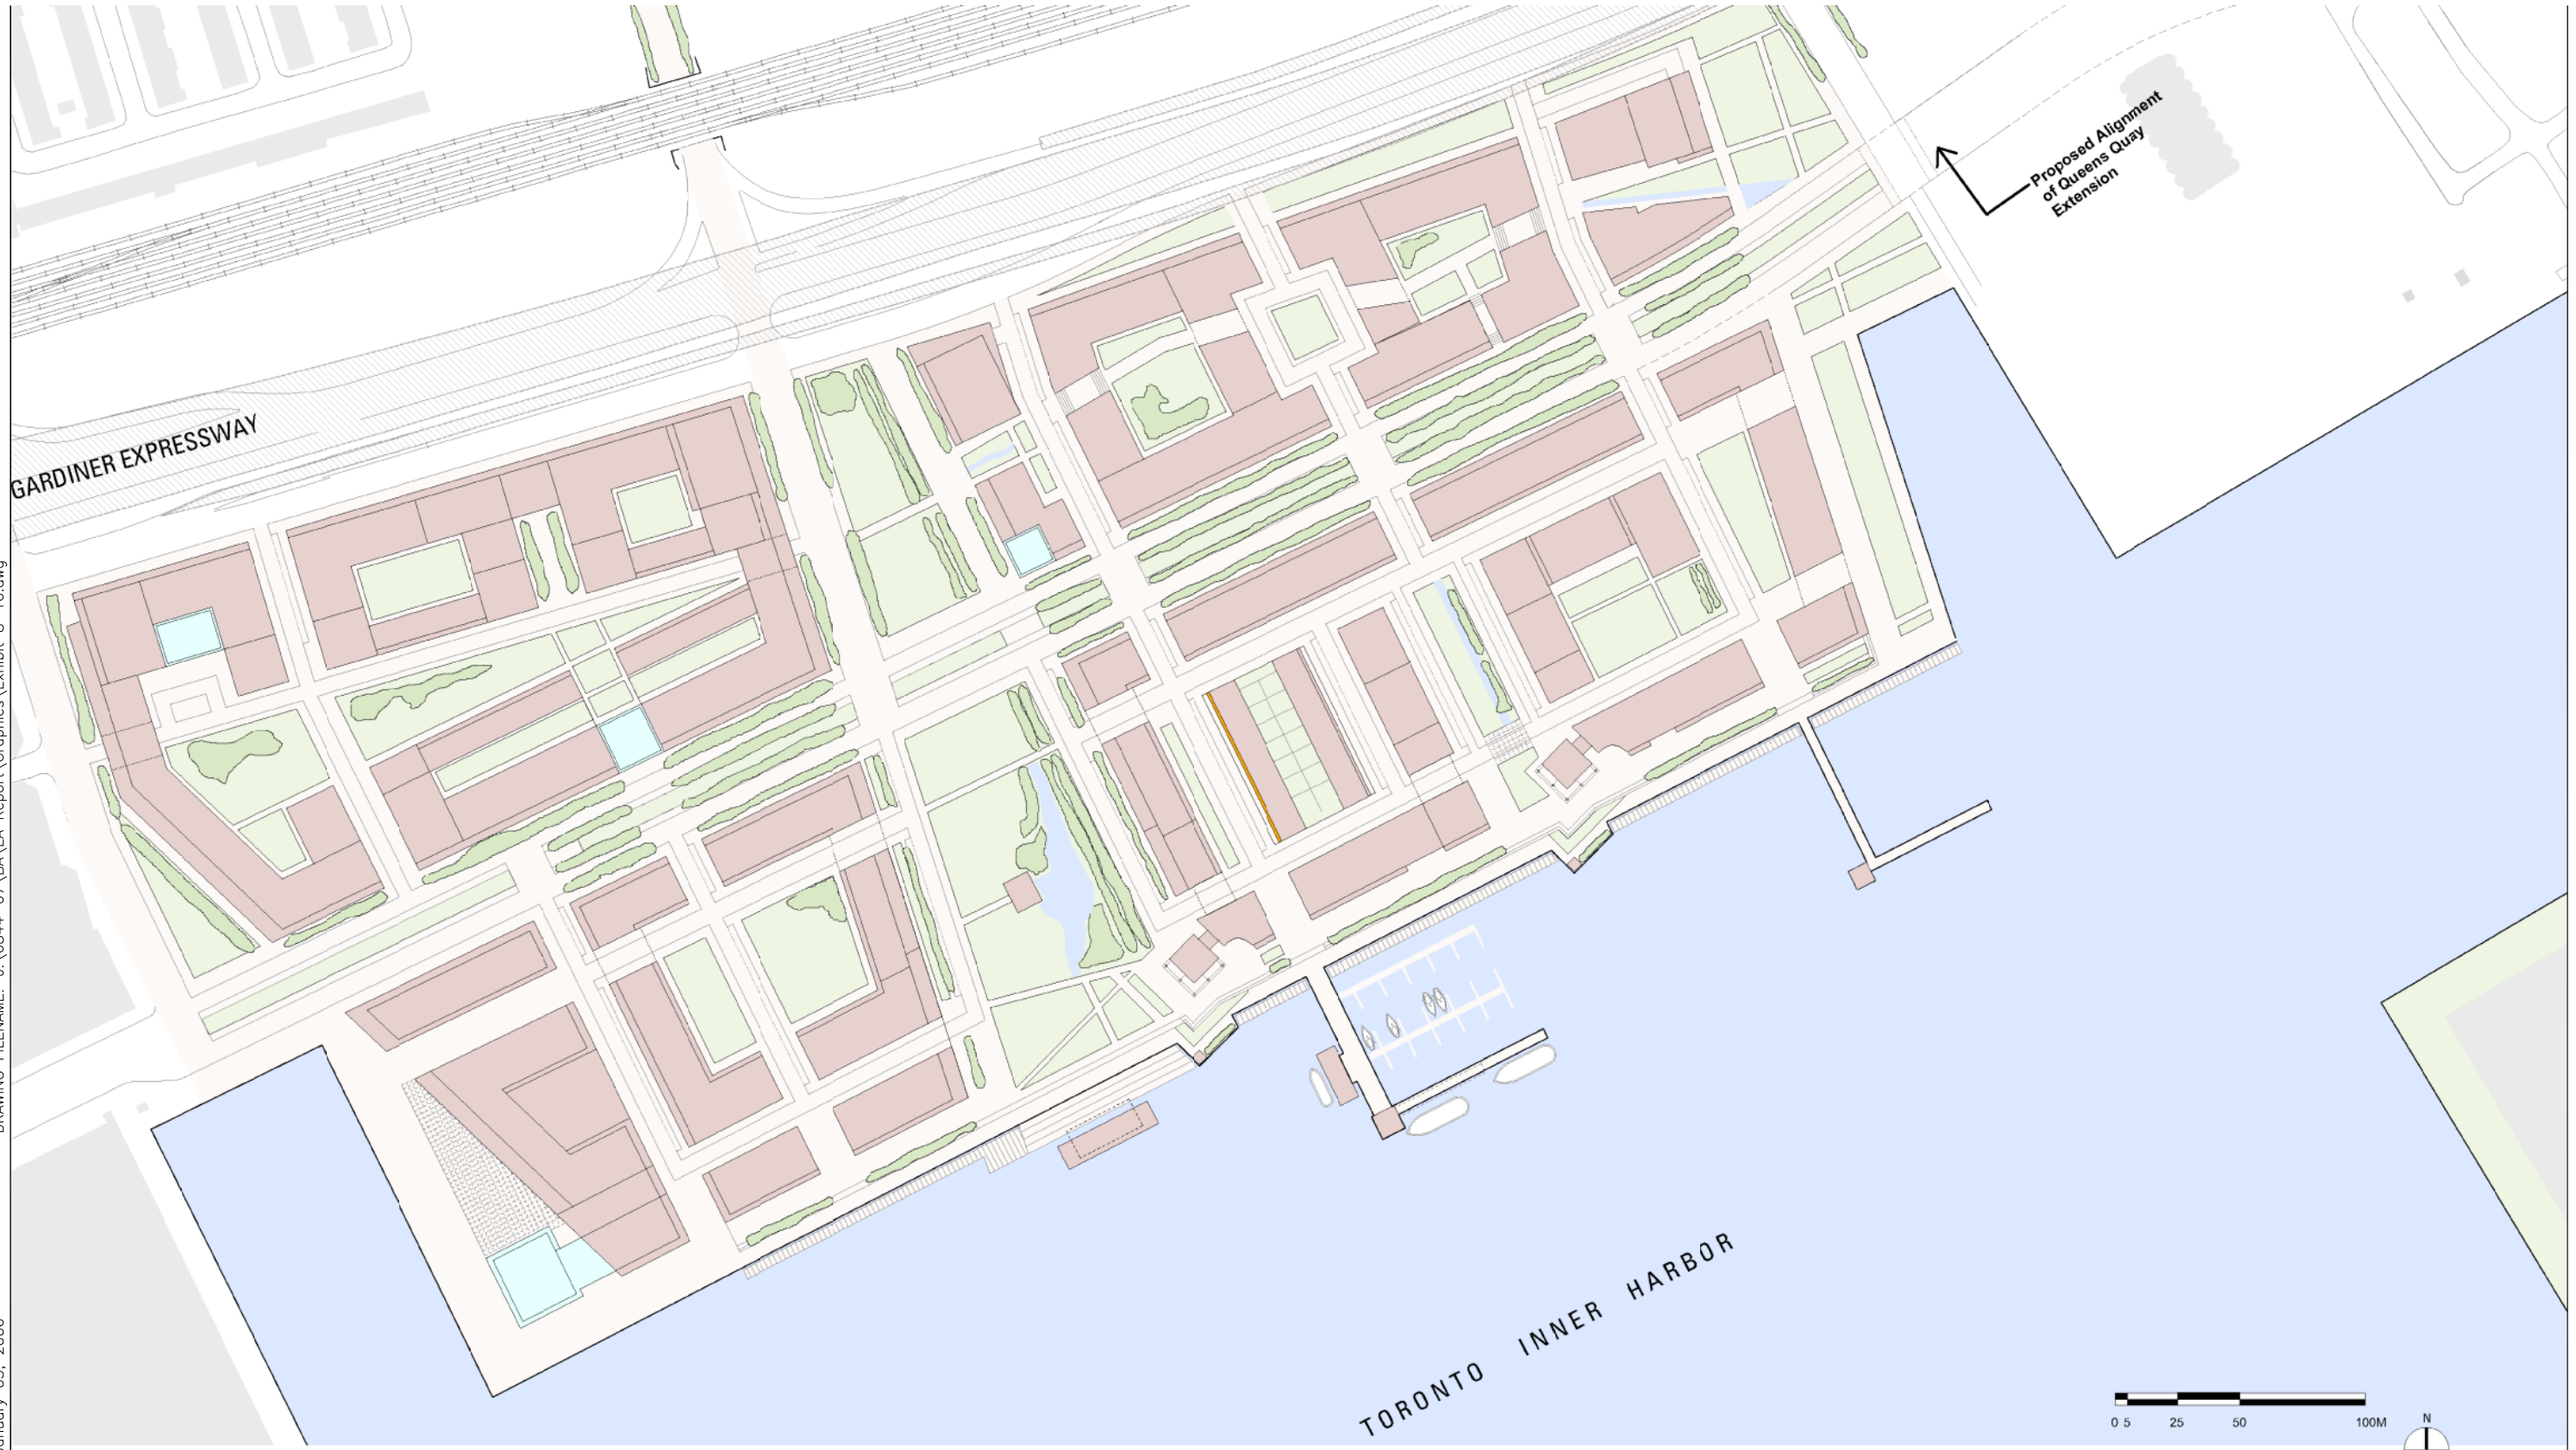 GARDINER EXPRESSWAY
Proposed Alignment
of Queens Quay
Extension
TORONTO INNER HARBOR
0 5 25 50 100M
N